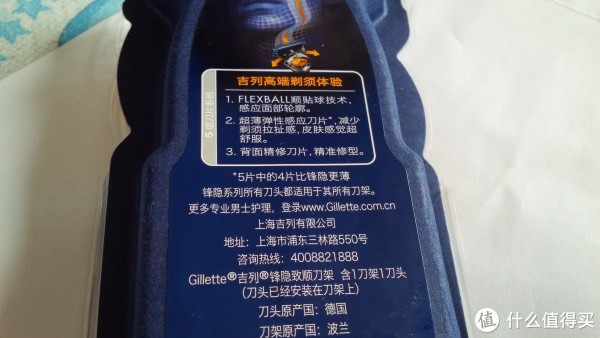 吉列高端剃须体验
1. FLEXBALL顺贴球技术,
感应面部轮廓。
2. 超薄弹性感应刀片*,减少
剃须拉扯感,皮肤感觉超
舒服。
3. 背面精修刀片,精准修型。
*5片中的4片比锋隐更薄
锋隐系列所有刀头都适用于其所有刀架。
更多专业男士护理,登录www.Gillette.com.cn
上海吉列有限公司
地址:上海市浦东三林路550号
咨询热线:4008821888
Gillette®吉列®锋隐致顺刀架 含1刀架1刀头
(刀头已经安装在刀架上)
刀头原产国:德国
刀架原产国:波兰
值 什么值得买